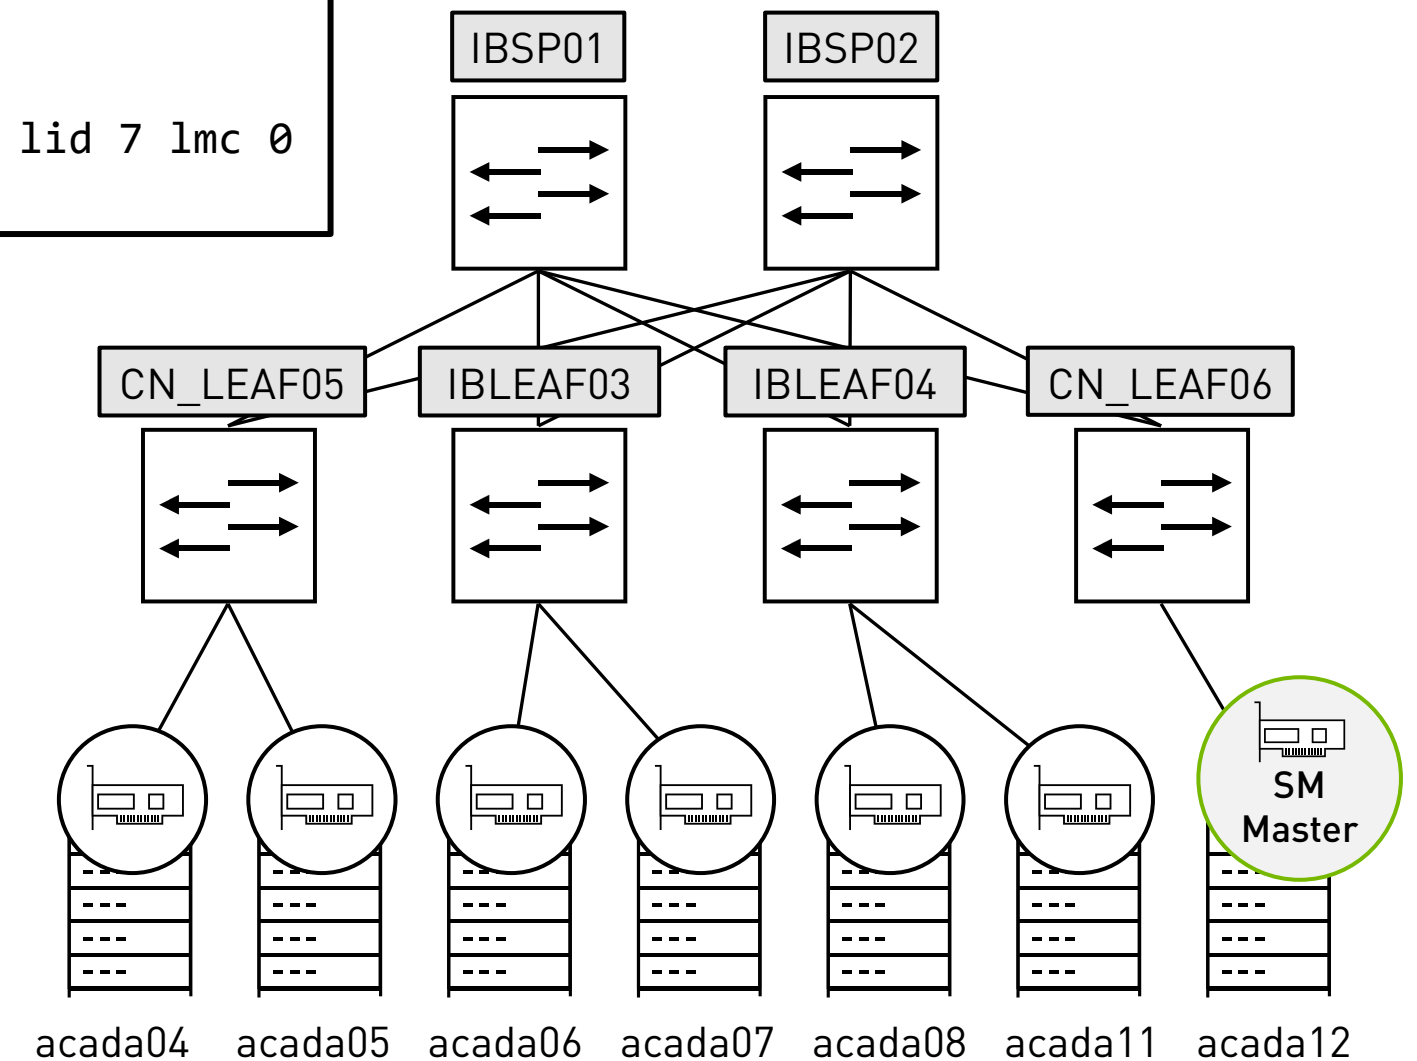 IBSP01
IBSP02
lid 7 lmc 0
CN_LEAF05
IBLEAF03
IBLEAF04
CN_LEAF06
SM
Master
acada04
acada05
acada06
acada07
acada08
acada11
acada12